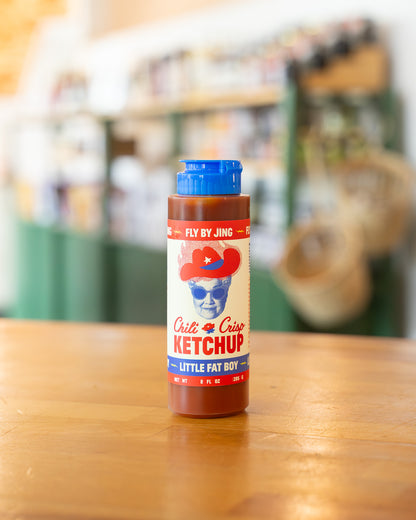 FLY BY JING
Chili Crisp
KETCHUP
LITTLE FAT BOY
NET WT 8 FL OZ